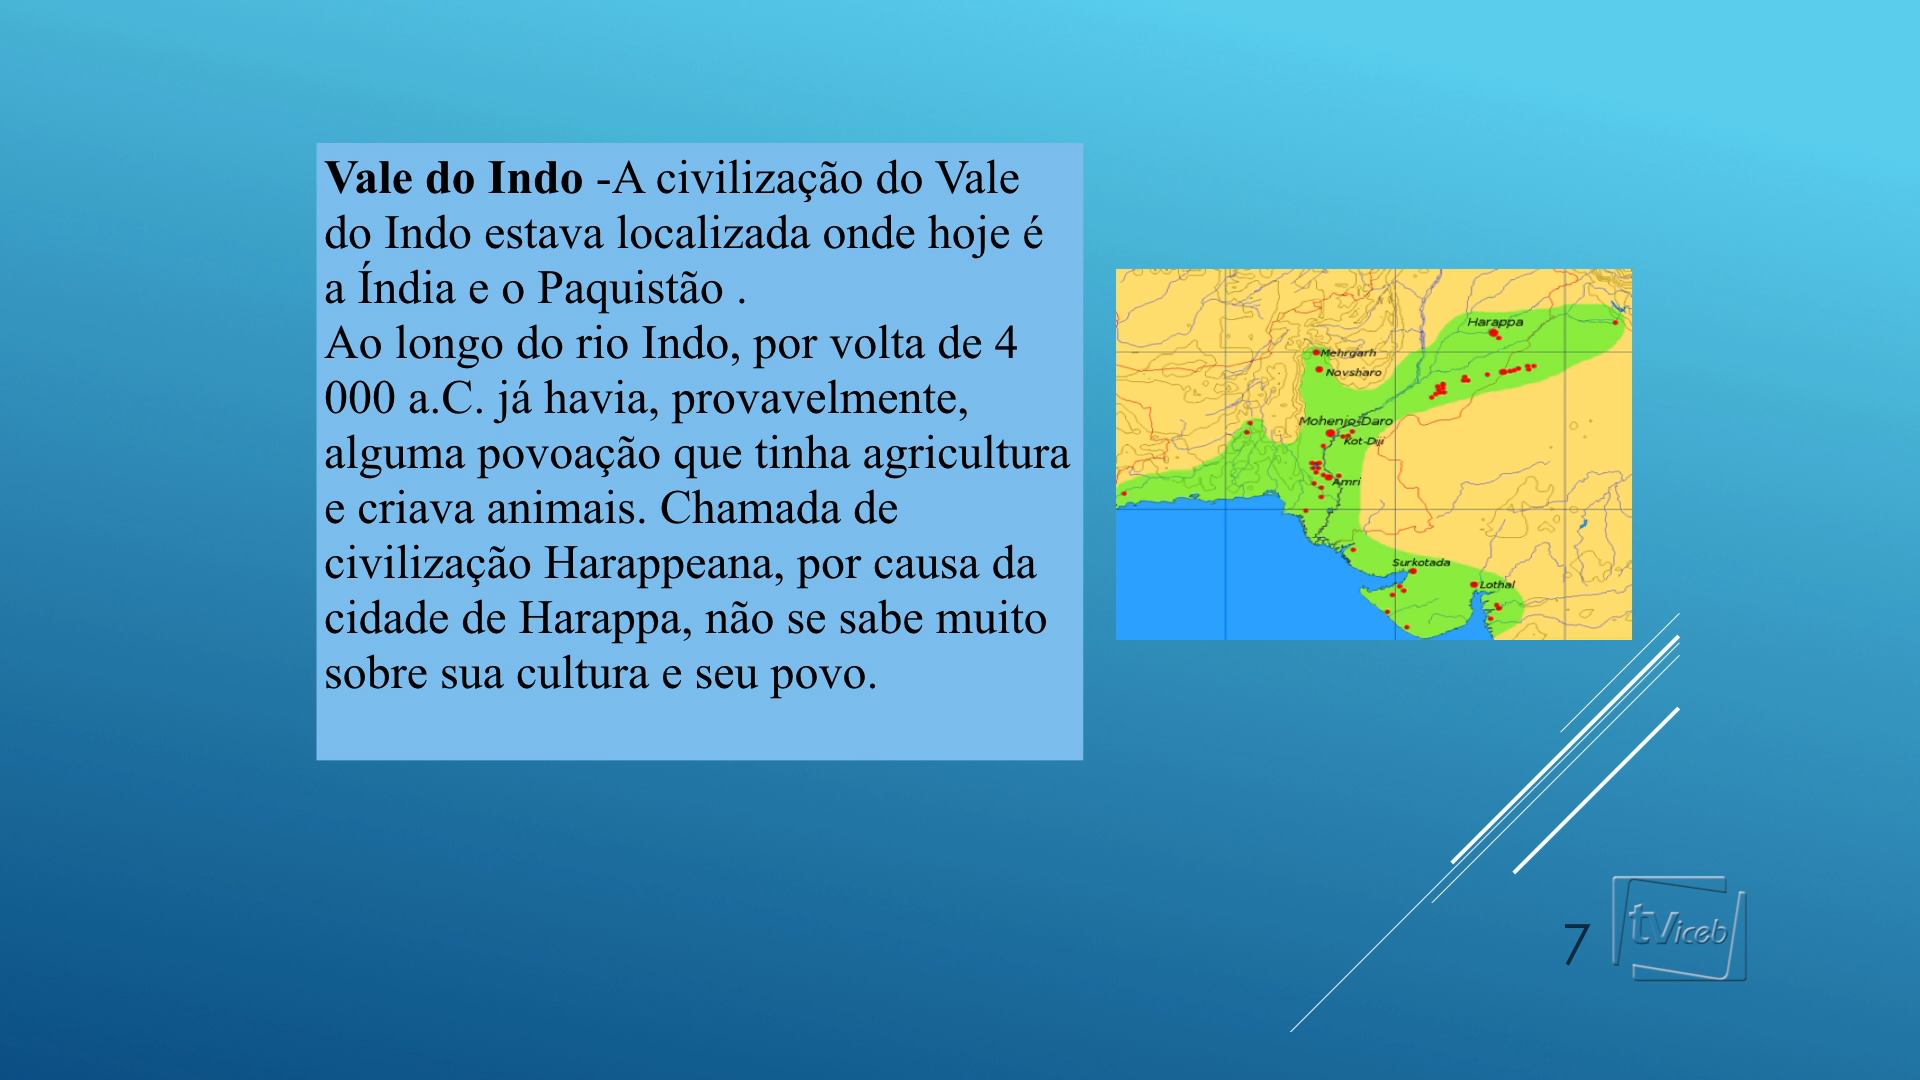 Vale do Indo -A civilização do Vale
do Indo estava localizada onde hoje é
a Índia e o Paquistão .
Ao longo do rio Indo, por volta de 4
000 a.C. já havia, provavelmente,
alguma povoação que tinha agricultura
e criava animais. Chamada de
civilização Harappeana, por causa da
cidade de Harappa, não se sabe muito
sobre sua cultura e seu povo.
Harappa
Mehrgarh
Novsharo
Mohenjo-Daro
Kot-Diji
Amri
Surkotada
Lothal
7
tViceb